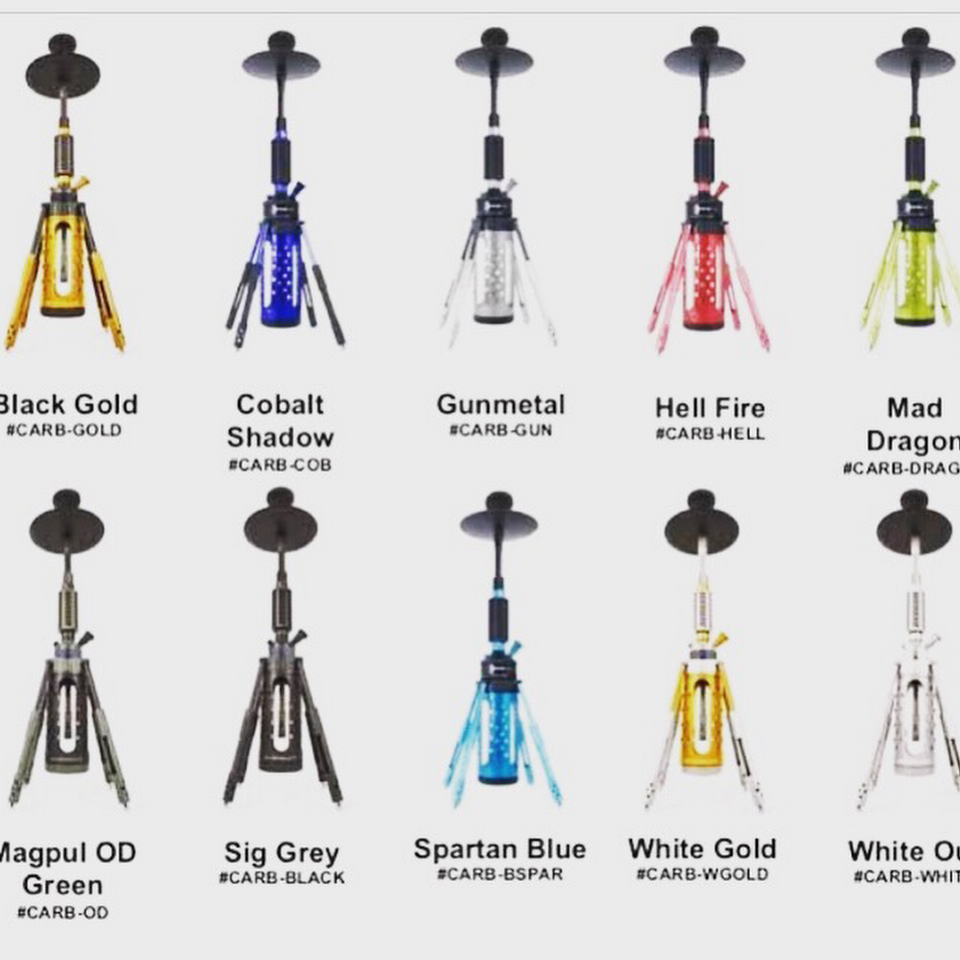 Black Gold
#CARB-GOLD
Cobalt
Shadow
#CARB-COB
Gunmetal
#CARB-GUN
Hell Fire
#CARB-HELL
Mad
Dragon
#CARB-DRAG
Magpul OD
Green
#CARB-OD
Sig Grey
#CARB-BLACK
Spartan Blue
#CARB-BSPAR
White Gold
#CARB-WGOLD
White Ou
#CARB-WHIT